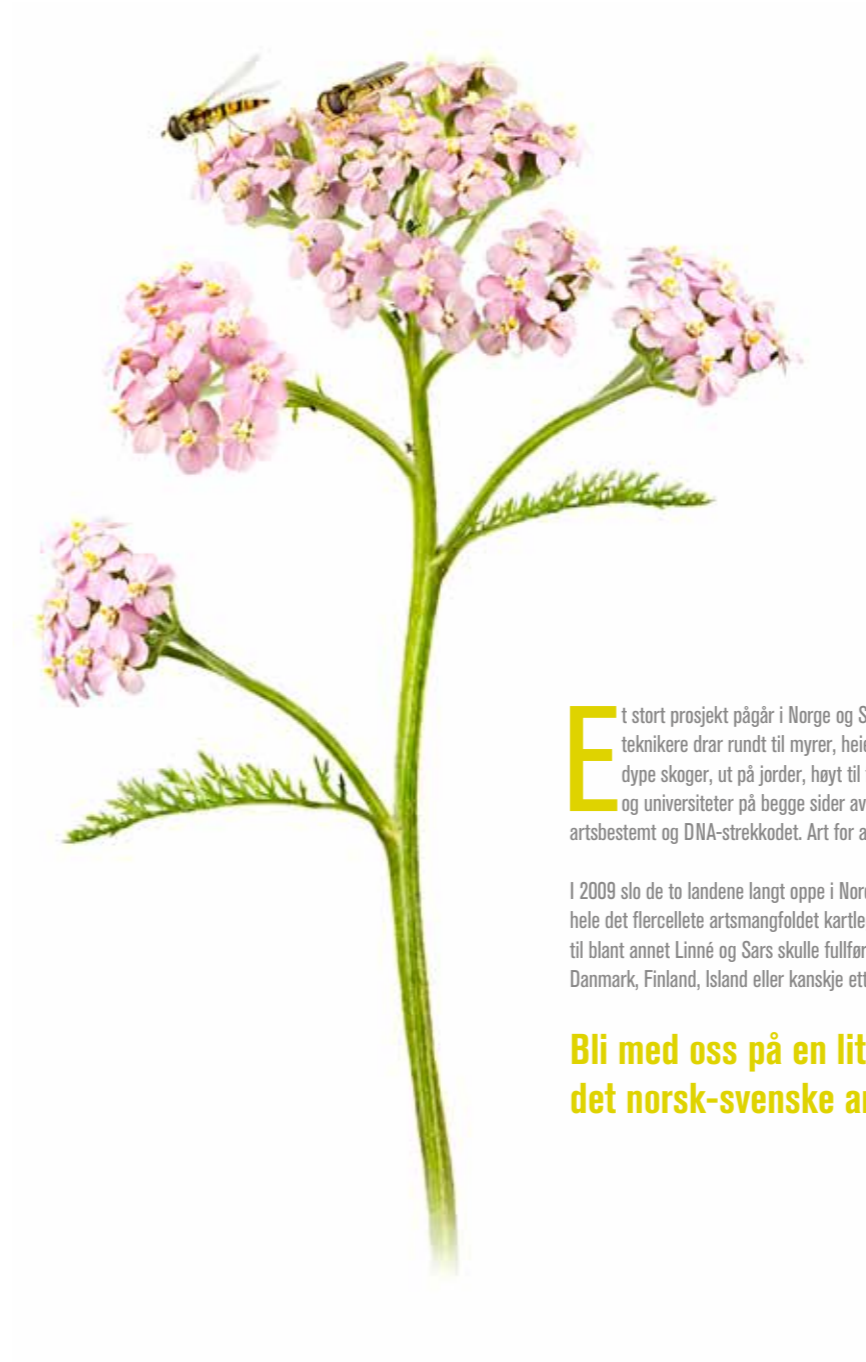 Et stort prosjekt pågår i Norge og S
teknikere drar rundt til myrer, heie
dype skoger, ut på jorder, høyt til
og universiteter på begge sider av
artsbestemt og DNA-strekkodet. Art for a
I 2009 slo de to landene langt oppe i Nord
hele det flercellete artsmangfoldet kartle
til blant annet Linné og Sars skulle fullfør
Danmark, Finland, Island eller kanskje ett
Bli med oss på en lit
det norsk-svenske ar